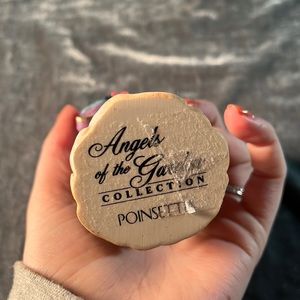 Angels
of the Garden
COLLECTION
POINSETTIA